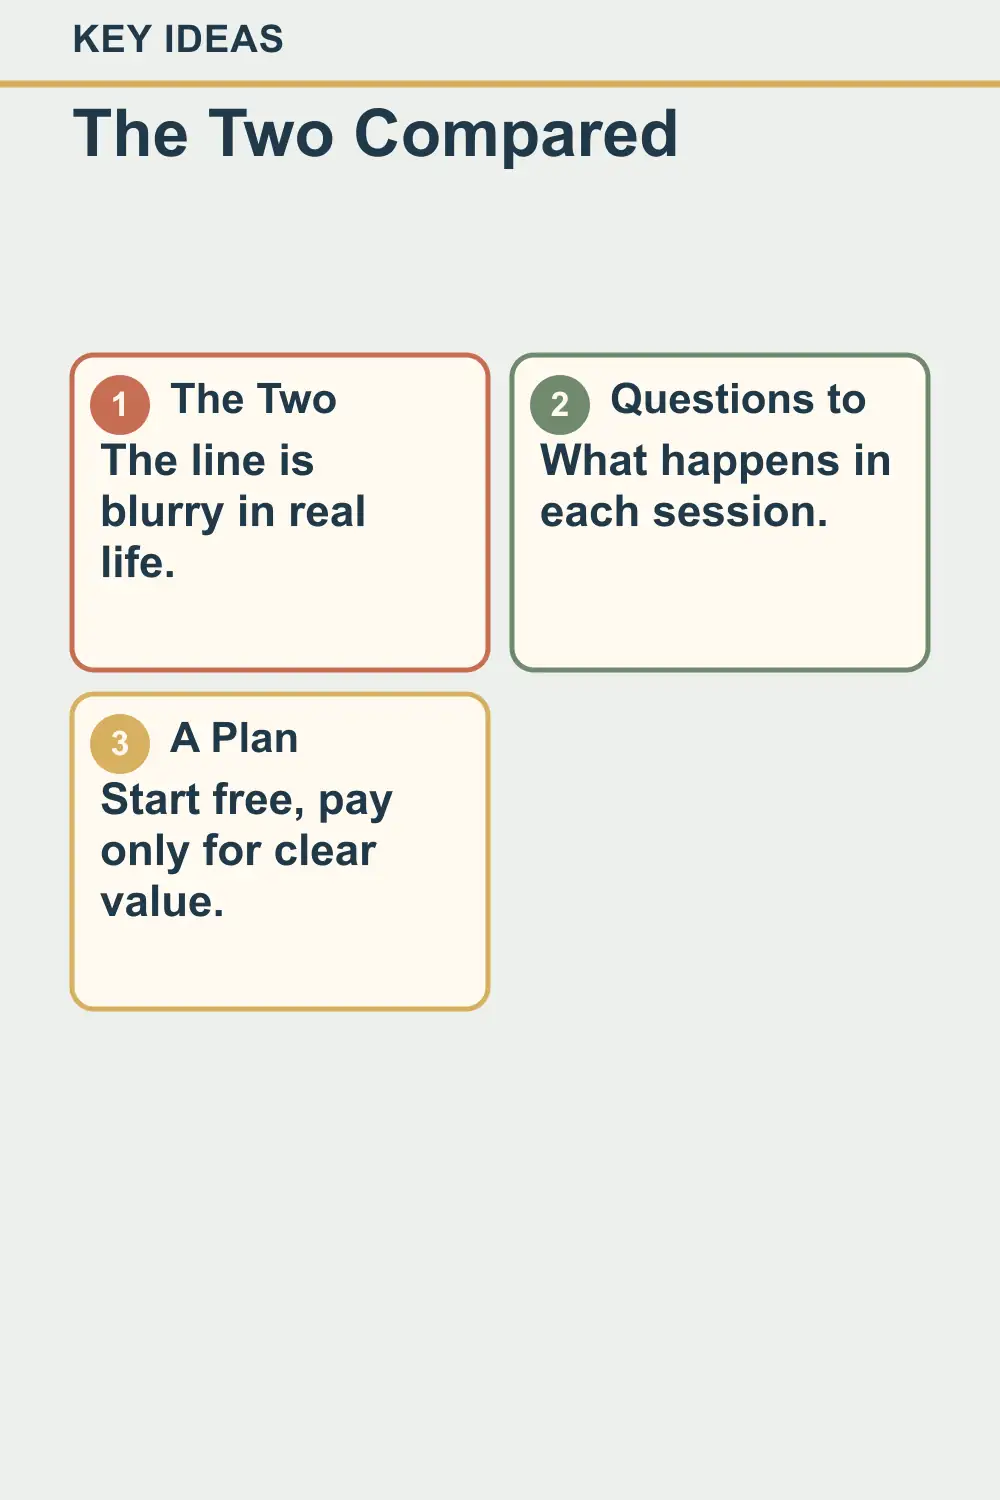 KEY IDEAS
The Two Compared
1 The Two
The line is
blurry in real
life.
2 Questions to
What happens in
each session.
3 A Plan
Start free, pay
only for clear
value.